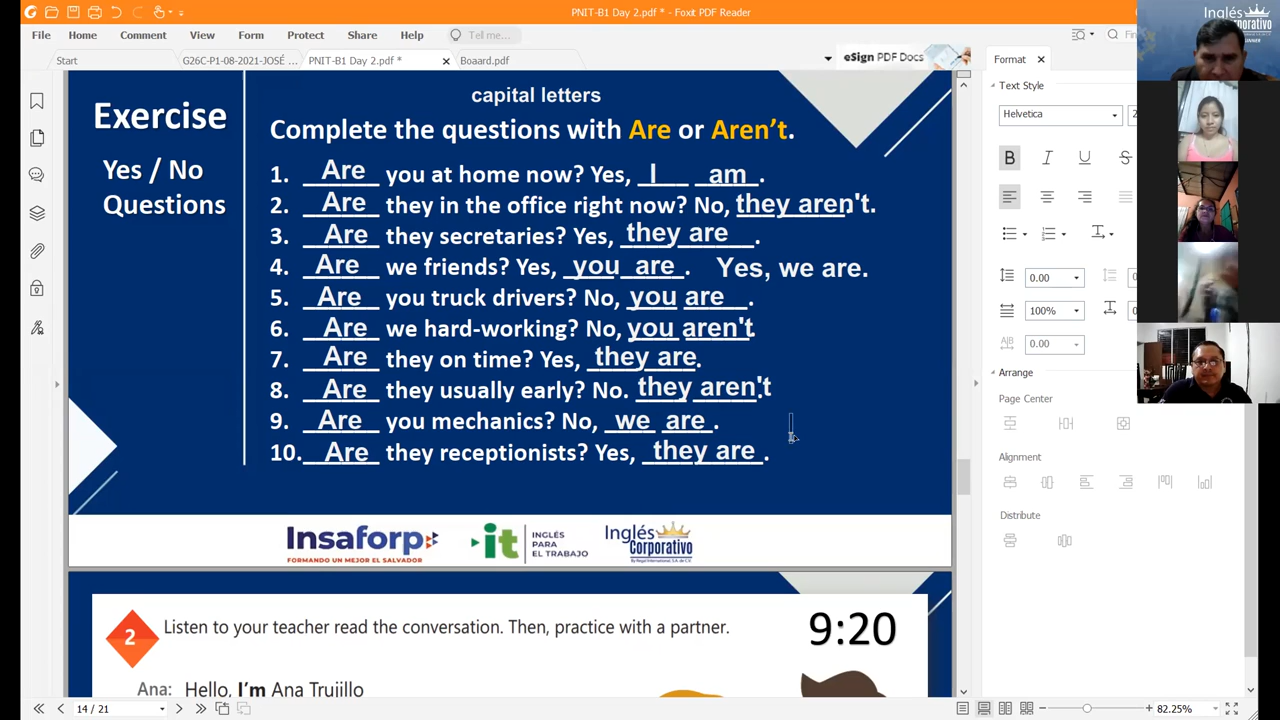 PNIT-B1 Day 2.pdf * - Foxit PDF Reader
File Home Comment View Form Protect Share Help Tell me...
Start G26C-P1-08-2021-JOSÉ ... PNIT-B1 Day 2.pdf * Boaard.pdf eSign PDF Docs
Exercise
Yes / No
Questions
capital letters
Complete the questions with Are or Aren't.
1. Are you at home now? Yes, I am.
2. Are they in the office right now? No, they aren't.
3. Are they secretaries? Yes, they are.
4. Are we friends? Yes, you are. Yes, we are.
5. Are you truck drivers? No, you are.
6. Are we hard-working? No, you aren't
7. Are they on time? Yes, they are.
8. Are they usually early? No. they aren't.
9. Are you mechanics? No, we are.
10. Are they receptionists? Yes, they are.
Insaforp
FORMANDO UN MEJOR EL SALVADOR
it INGLÉS PARA EL TRABAJO
Inglés Corporativo
2 Listen to your teacher read the conversation. Then, practice with a partner.
9:20
Ana: Hello, I'm Ana Trujillo
14 / 21
82.25%
Format
Text Style
Helvetica
B I U S
0.00
100%
0.00
Arrange
Page Center
Alignment
Distribute
Inglés
Corporativo